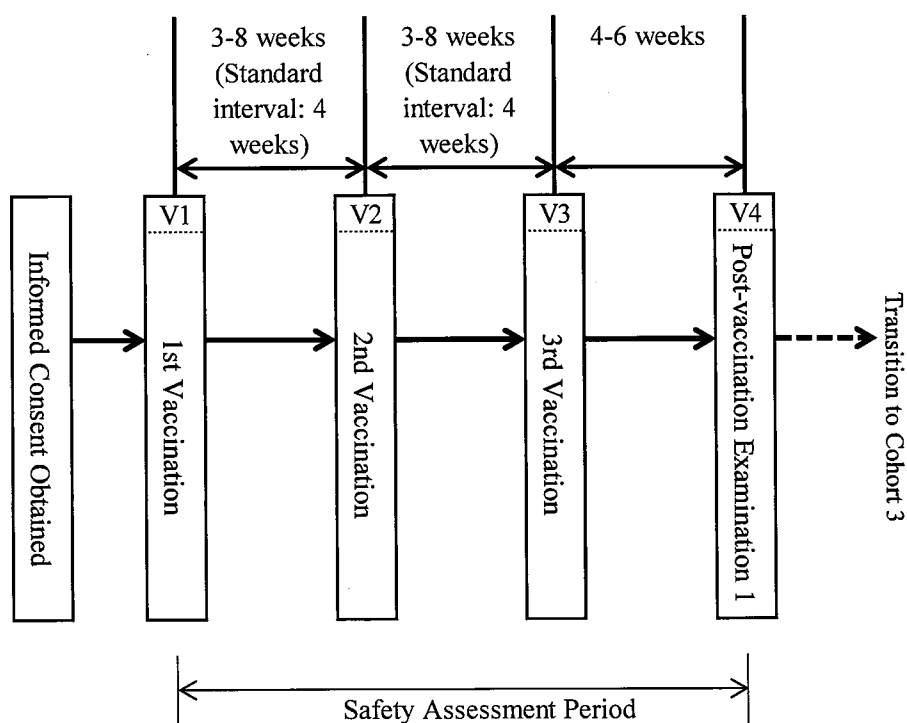 3-8 weeks
(Standard
interval: 4
weeks)
3-8 weeks
(Standard
interval: 4
weeks)
4-6 weeks
Informed Consent Obtained
V1
1st Vaccination
V2
2nd Vaccination
V3
3rd Vaccination
V4
Post-vaccination Examination 1
Transition to Cohort 3
Safety Assessment Period